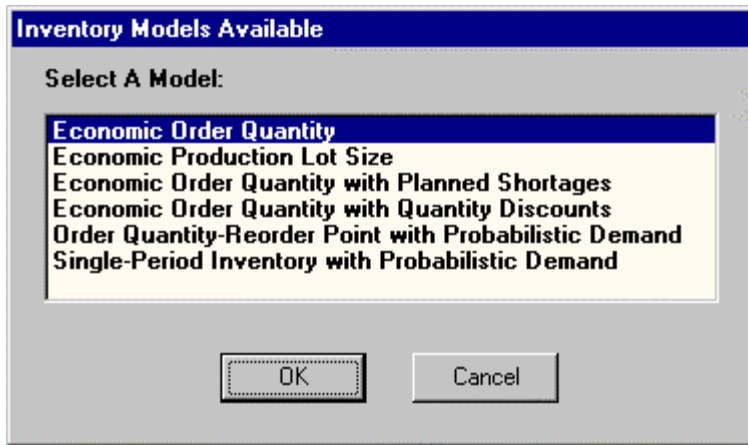 Inventory Models Available
Select A Model:
Economic Order Quantity
Economic Production Lot Size
Economic Order Quantity with Planned Shortages
Economic Order Quantity with Quantity Discounts
Order Quantity-Reorder Point with Probabilistic Demand
Single-Period Inventory with Probabilistic Demand
OK Cancel